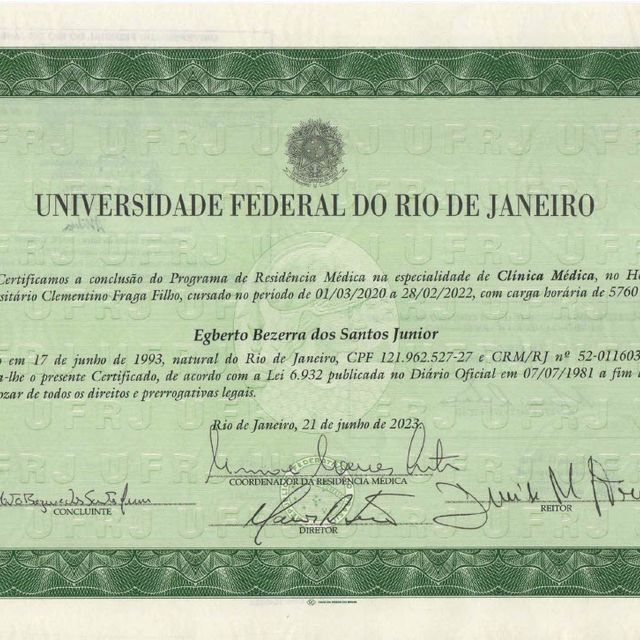 UNIVERSIDADE FEDERAL DO RIO DE JANEIRO
Certificamos a conclusão do Programa de Residência Médica na especialidade de Clínica Médica, no Ho
sitário Clementino Fraga Filho, cursado no período de 01/03/2020 a 28/02/2022, com carga horária de 5760
Egberto Bezerra dos Santos Junior
o em 17 de junho de 1993, natural do Rio de Janeiro, CPF 121.962.527-27 e CRM/RJ nº 52-011603
a-lhe o presente Certificado, de acordo com a Lei 6.932 publicada no Diário Oficial em 07/07/1981 a fim
ozar de todos os direitos e prerrogativas legais.
Rio de Janeiro, 21 de junho de 2023
COORDENADOR DA RESIDÊNCIA MÉDICA
CONCLUINTE
DIRETOR
REITOR